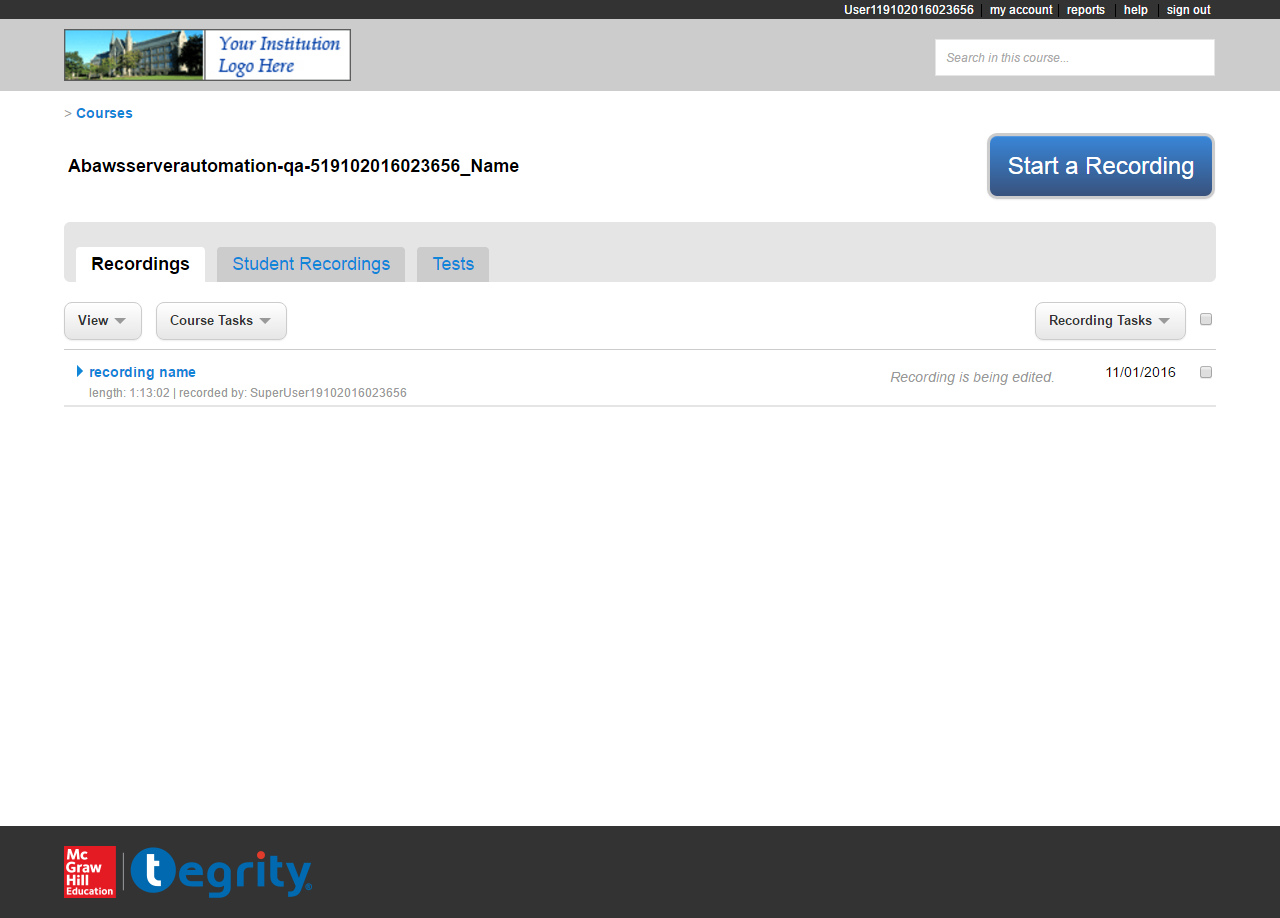 User119102016023656 my account reports help sign out
Your Institution
Logo Here
Search in this course...
> Courses
Abawsserverautomation-qa-519102016023656_Name
Start a Recording
Recordings Student Recordings Tests
View Course Tasks Recording Tasks
recording name Recording is being edited. 11/01/2016
length: 1:13:02 | recorded by: SuperUser19102016023656
Mc
Graw
Hill
Education
tegrity®